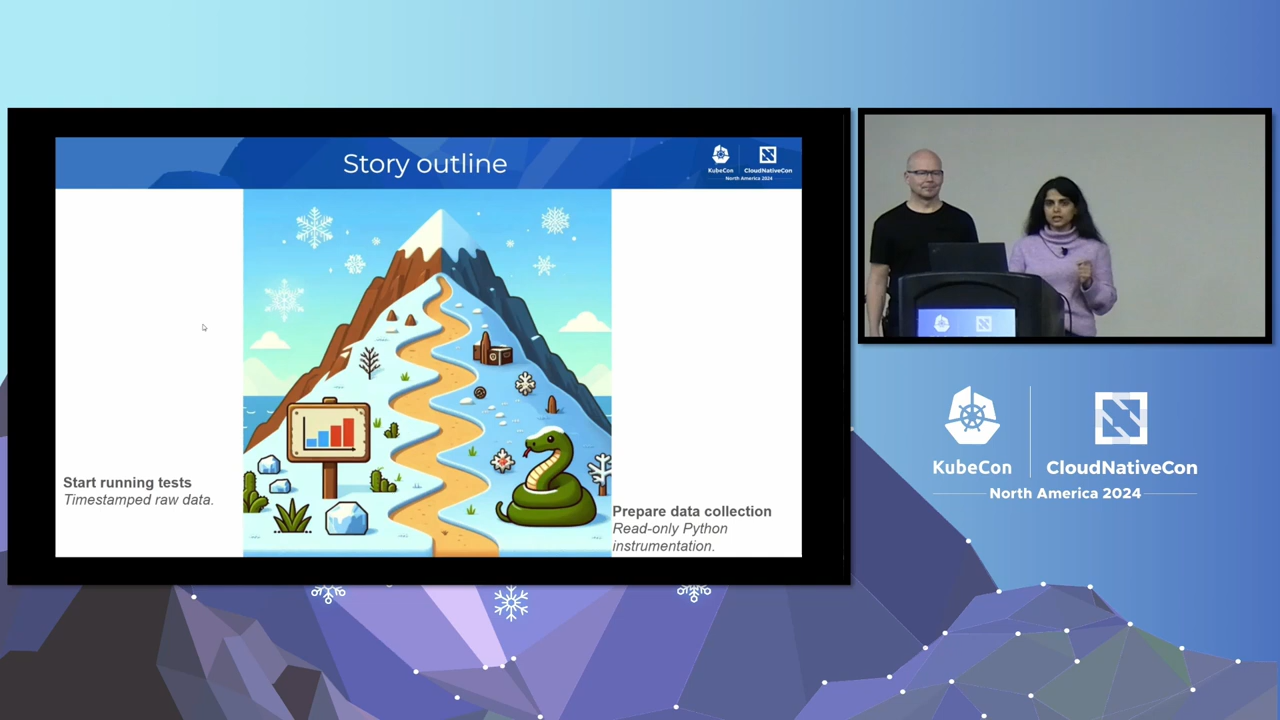 Story outline
KubeCon
CloudNativeCon
North America 2024
Start running tests
Timestamped raw data.
Prepare data collection
Read-only Python
instrumentation.
KubeCon
CloudNativeCon
North America 2024